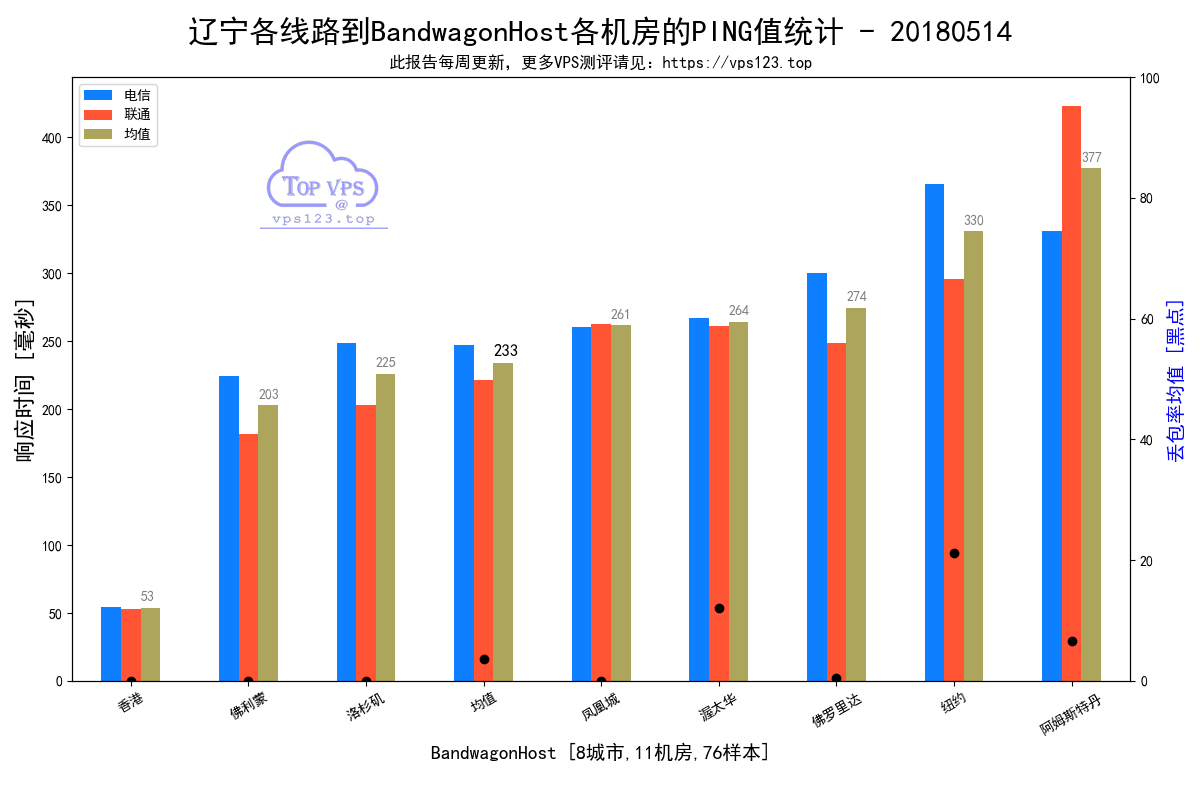 辽宁各线路到BandwagonHost各机房的PING值统计 - 20180514
此报告每周更新，更多VPS测评请见：https://vps123.top
电信
联通
均值
TOP VPS
@
vps123.top
响应时间 [毫秒]
400
350
300
250
200
150
100
50
0
53
203
225
233
261
264
274
330
377
100
80
60
40
20
0
丢包率均值 [黑点]
香港
佛利蒙
洛杉矶
均值
凤凰城
渥太华
佛罗里达
纽约
阿姆斯特丹
BandwagonHost [8城市,11机房,76样本]